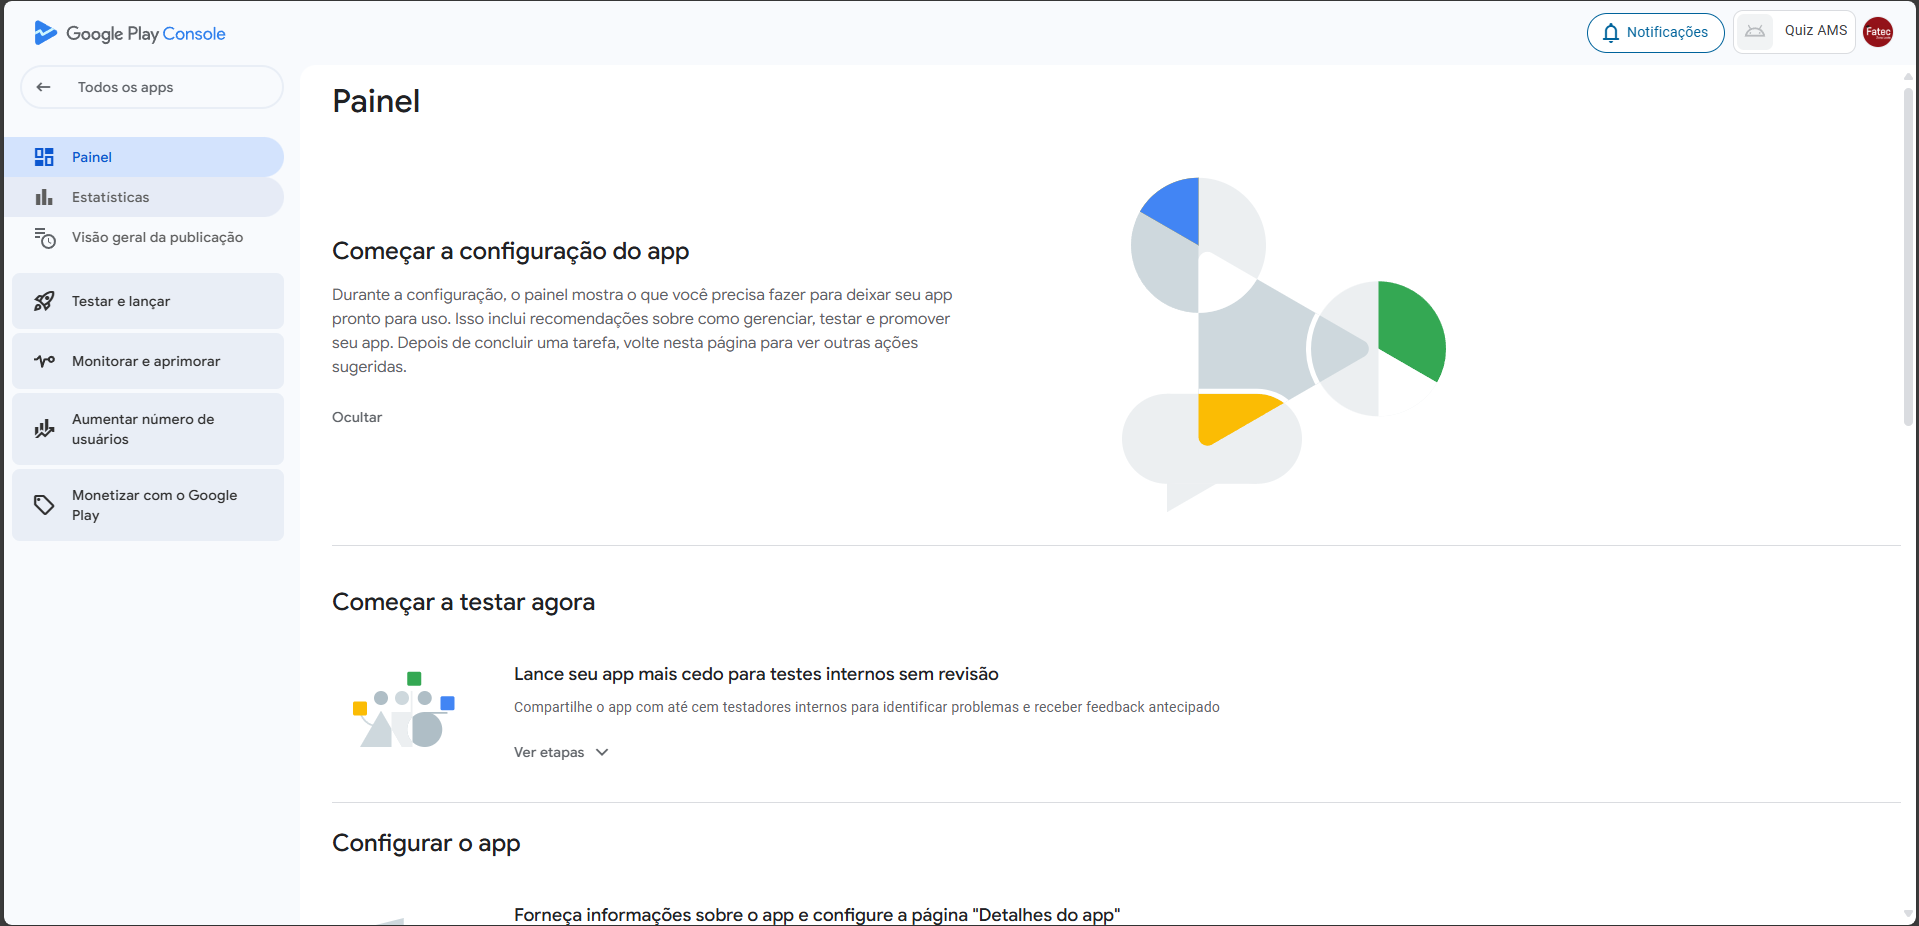 Google Play Console
Notificações
Quiz AMS
Fatec
Todos os apps
Painel
Estatísticas
Visão geral da publicação
Testar e lançar
Monitorar e aprimorar
Aumentar número de
usuários
Monetizar com o Google
Play
Painel
Começar a configuração do app
Durante a configuração, o painel mostra o que você precisa fazer para deixar seu app
pronto para uso. Isso inclui recomendações sobre como gerenciar, testar e promover
seu app. Depois de concluir uma tarefa, volte nesta página para ver outras ações
sugeridas.
Ocultar
Começar a testar agora
Lance seu app mais cedo para testes internos sem revisão
Compartilhe o app com até cem testadores internos para identificar problemas e receber feedback antecipado
Ver etapas
Configurar o app
Forneça informações sobre o app e configure a página "Detalhes do app"